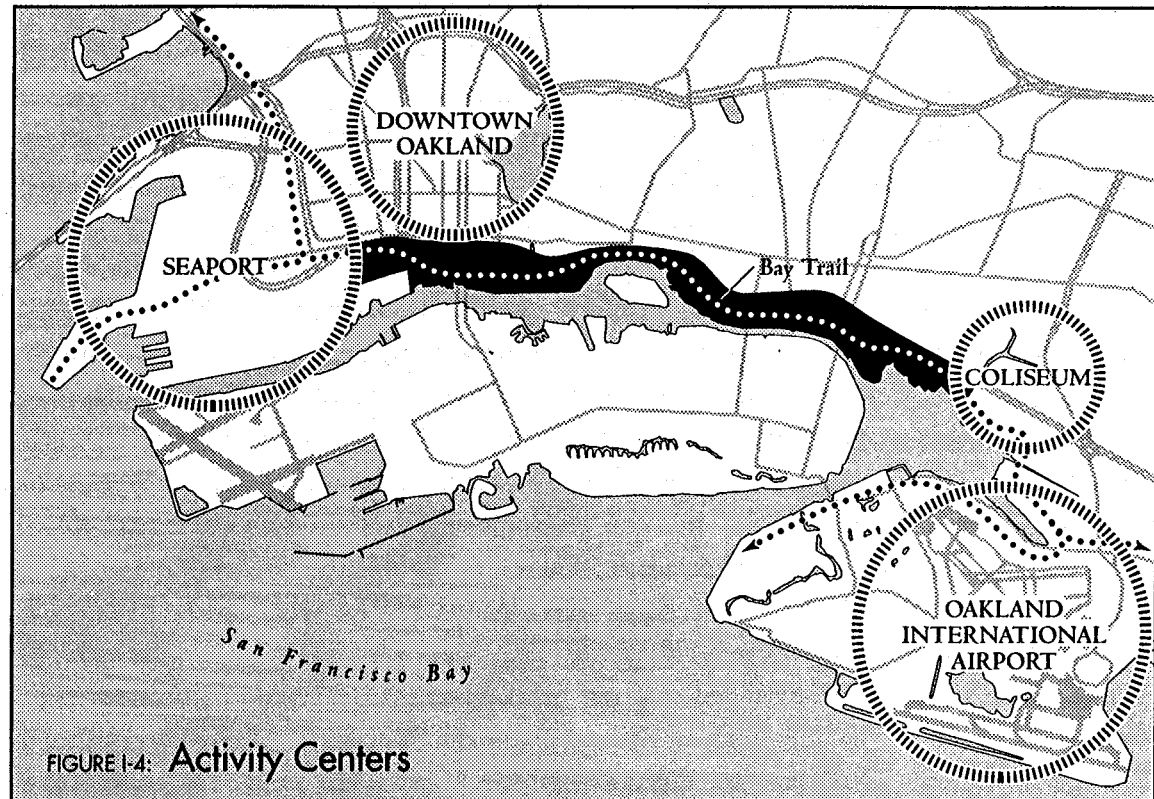 DOWNTOWN
OAKLAND
SEAPORT
Bay Trail
COLISEUM
OAKLAND
INTERNATIONAL
AIRPORT
San Francisco Bay
FIGURE I-4: Activity Centers